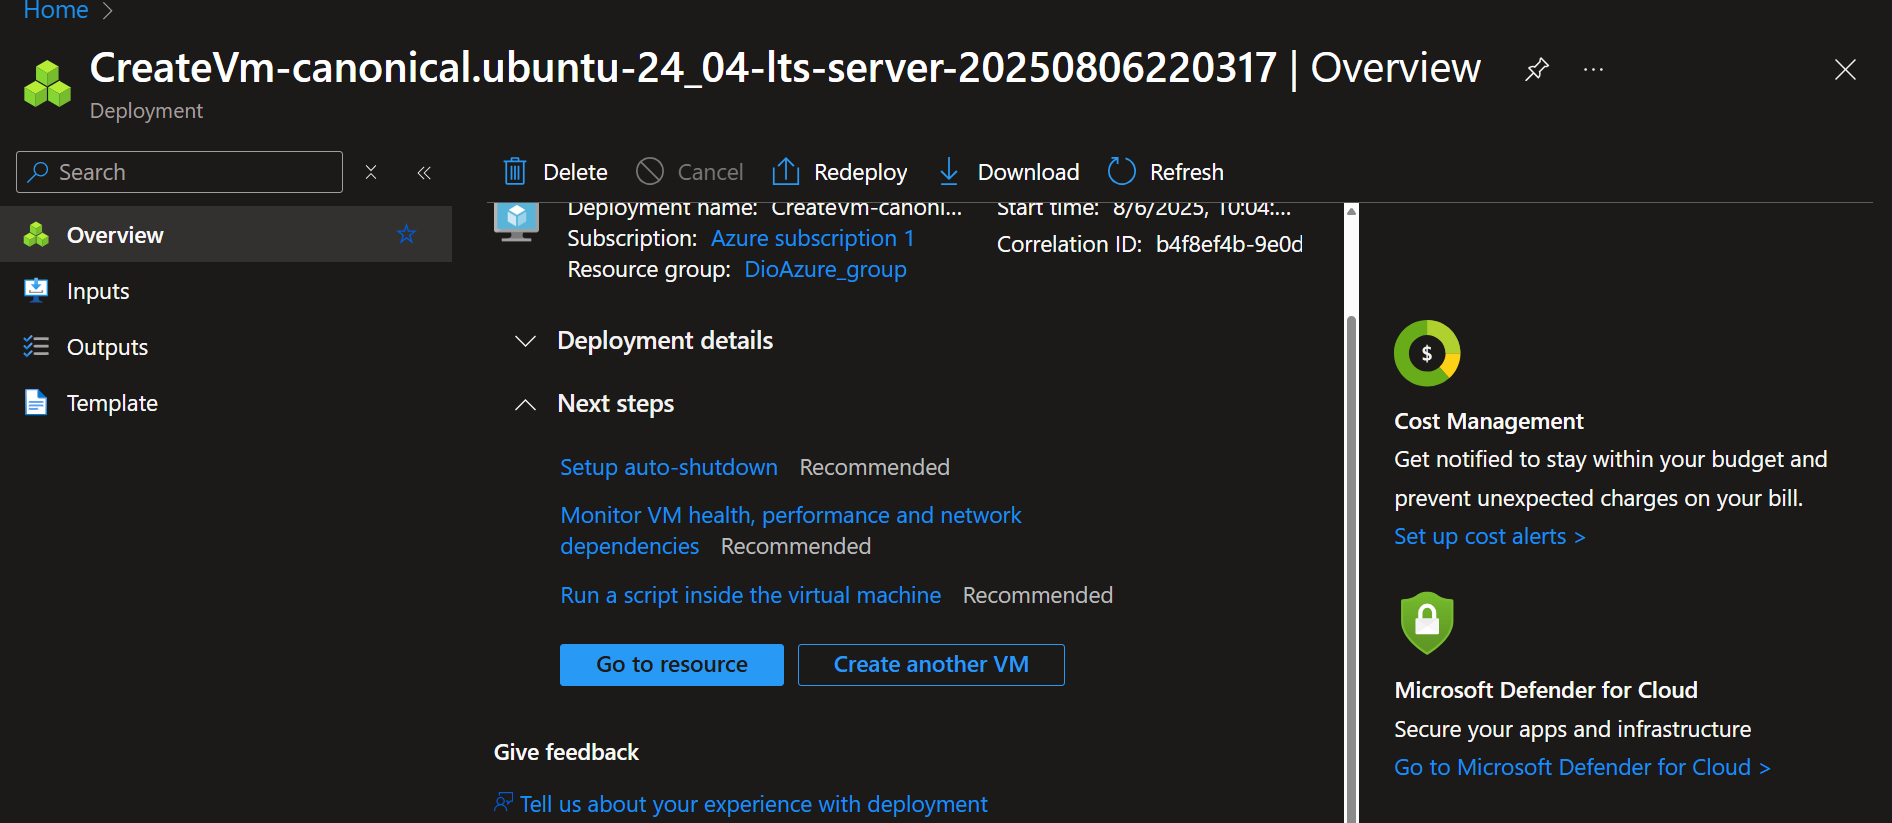 Home
CreateVm-canonical.ubuntu-24_04-lts-server-20250806220317 | Overview
Deployment
Search
Delete
Cancel
Redeploy
Download
Refresh
Overview
Inputs
Outputs
Template
Deployment name: CreateVm-canoni...
Subscription: Azure subscription 1
Resource group: DioAzure_group
Start time: 8/6/2025, 10:04:...
Correlation ID: b4f8ef4b-9e0d
Deployment details
Next steps
Setup auto-shutdown Recommended
Monitor VM health, performance and network
dependencies Recommended
Run a script inside the virtual machine Recommended
Go to resource
Create another VM
Give feedback
Tell us about your experience with deployment
$
Cost Management
Get notified to stay within your budget and
prevent unexpected charges on your bill.
Set up cost alerts >
Microsoft Defender for Cloud
Secure your apps and infrastructure
Go to Microsoft Defender for Cloud >